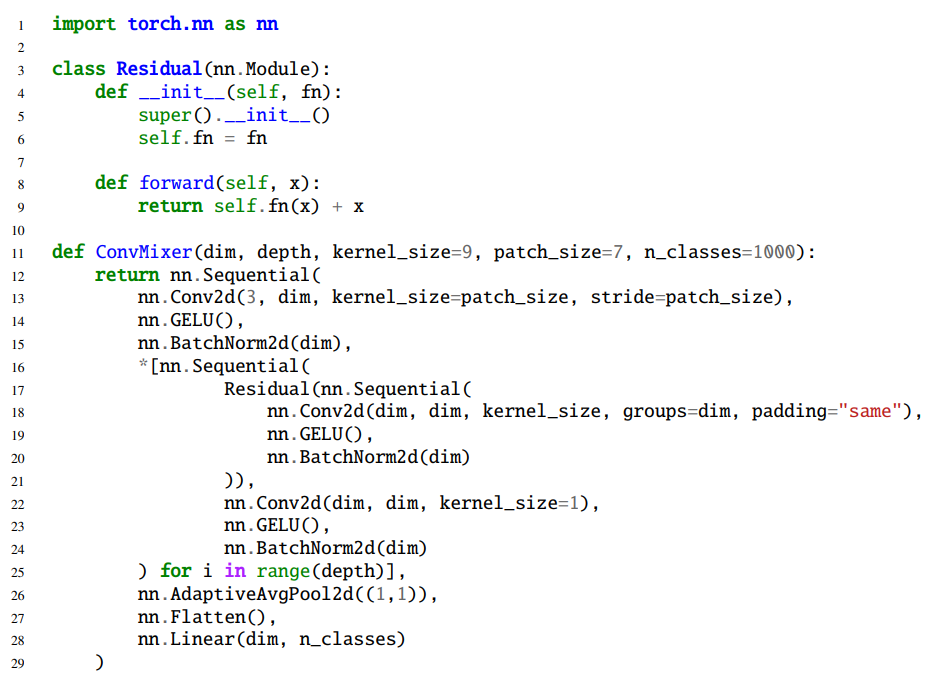 1 import torch.nn as nn
2
3 class Residual(nn.Module):
4     def __init__(self, fn):
5         super().__init__()
6         self.fn = fn
7
8     def forward(self, x):
9         return self.fn(x) + x
10
11 def ConvMixer(dim, depth, kernel_size=9, patch_size=7, n_classes=1000):
12     return nn.Sequential(
13         nn.Conv2d(3, dim, kernel_size=patch_size, stride=patch_size),
14         nn.GELU(),
15         nn.BatchNorm2d(dim),
16         *[nn.Sequential(
17                 Residual(nn.Sequential(
18                     nn.Conv2d(dim, dim, kernel_size, groups=dim, padding="same"),
19                     nn.GELU(),
20                     nn.BatchNorm2d(dim)
21                 )),
22                 nn.Conv2d(dim, dim, kernel_size=1),
23                 nn.GELU(),
24                 nn.BatchNorm2d(dim)
25         ) for i in range(depth)],
26         nn.AdaptiveAvgPool2d((1,1)),
27         nn.Flatten(),
28         nn.Linear(dim, n_classes)
29     )